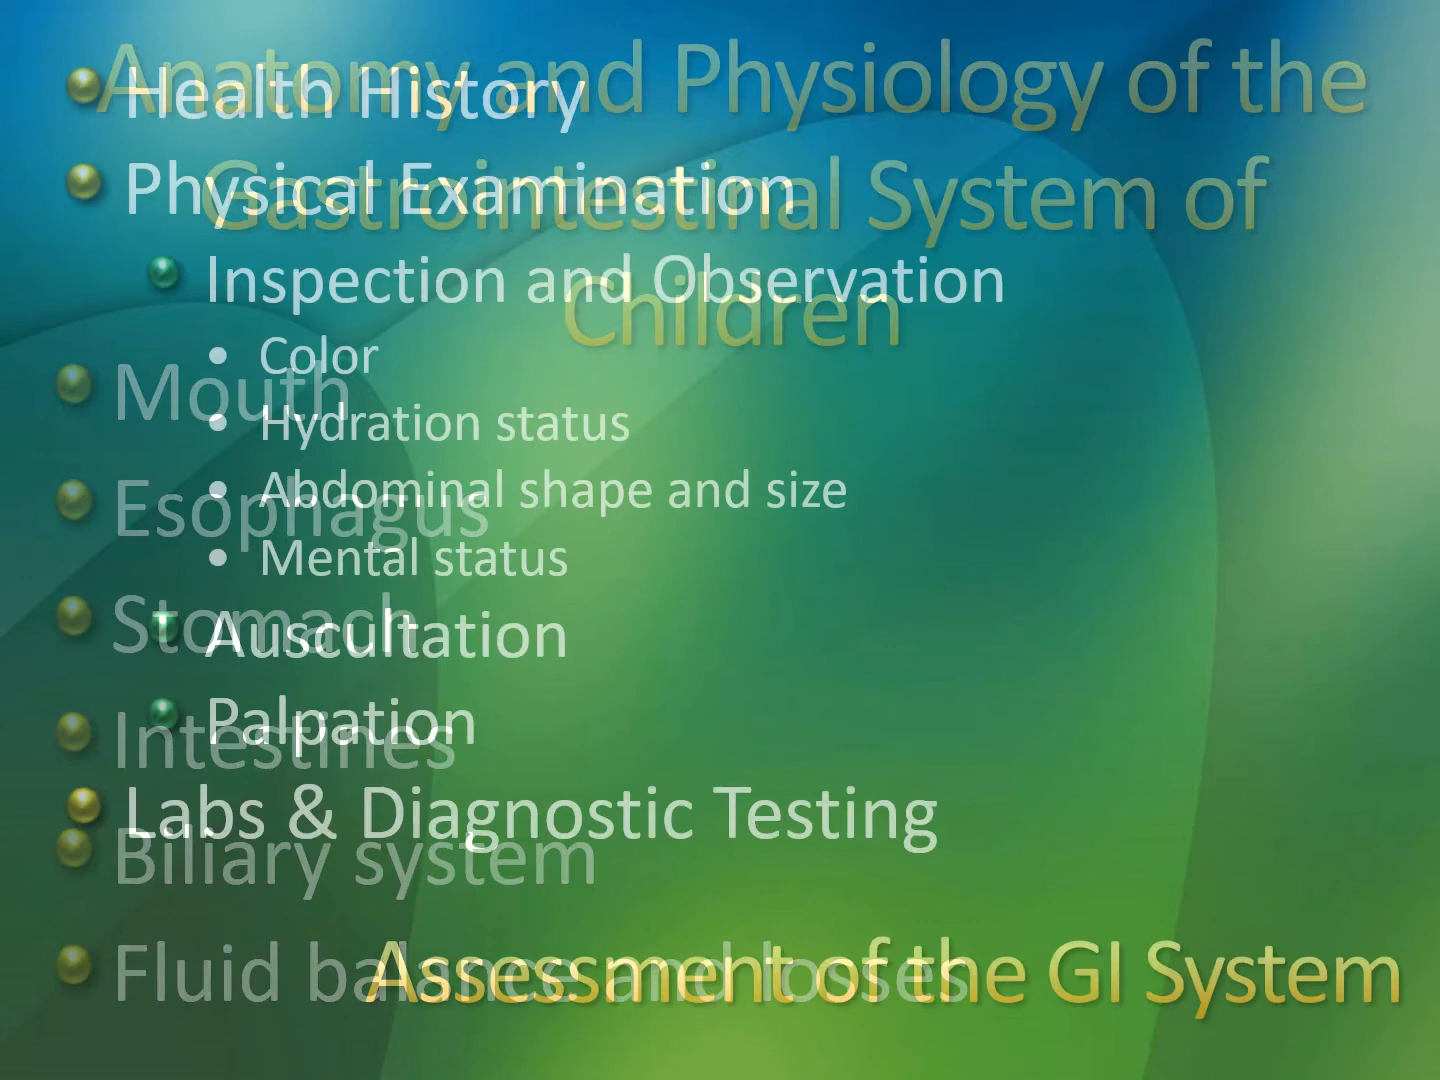 Anatomy and Physiology of the
Gastrointestinal System of
Children
Mouth
Esophagus
Stomach
Intestines
Biliary system
Fluid balance and losses
Health History
Physical Examination
Inspection and Observation
Color
Hydration status
Abdominal shape and size
Mental status
Auscultation
Palpation
Labs & Diagnostic Testing
Assessment of the GI System